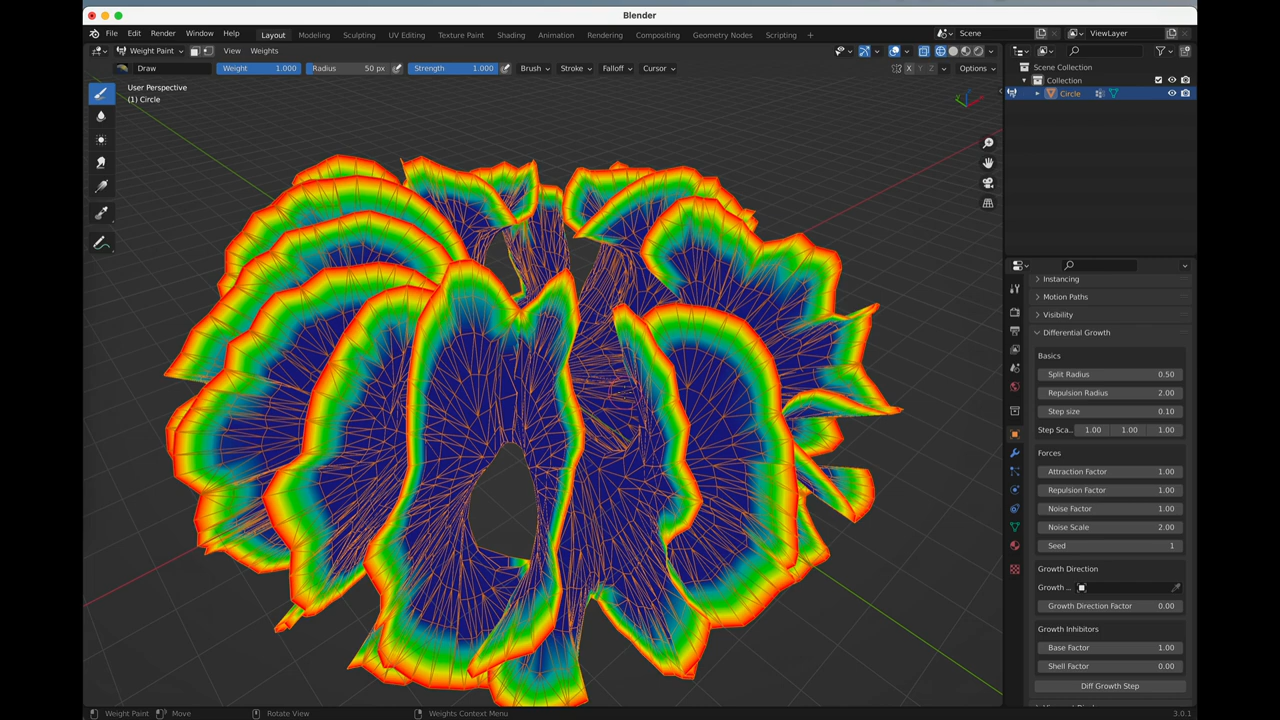 Blender
File Edit Render Window Help Layout Modeling Sculpting UV Editing Texture Paint Shading Animation Rendering Compositing Geometry Nodes Scripting + Scene ViewLayer
Weight Paint View Weights
Draw Weight 1.000 Radius 50 px Strength 1.000 Brush Stroke Falloff Cursor X Y Z Options
User Perspective
(1) Circle
Scene Collection
Collection
Circle
Instancing
Motion Paths
Visibility
Differential Growth
Basics
Split Radius 0.50
Repulsion Radius 2.00
Step size 0.10
Step Sca... 1.00 1.00 1.00
Forces
Attraction Factor 1.00
Repulsion Factor 1.00
Noise Factor 1.00
Noise Scale 2.00
Seed 1
Growth Direction
Growth ...
Growth Direction Factor 0.00
Growth Inhibitors
Base Factor 1.00
Shell Factor 0.00
Diff Growth Step
Weight Paint Move Rotate View Weights Context Menu 3.0.1